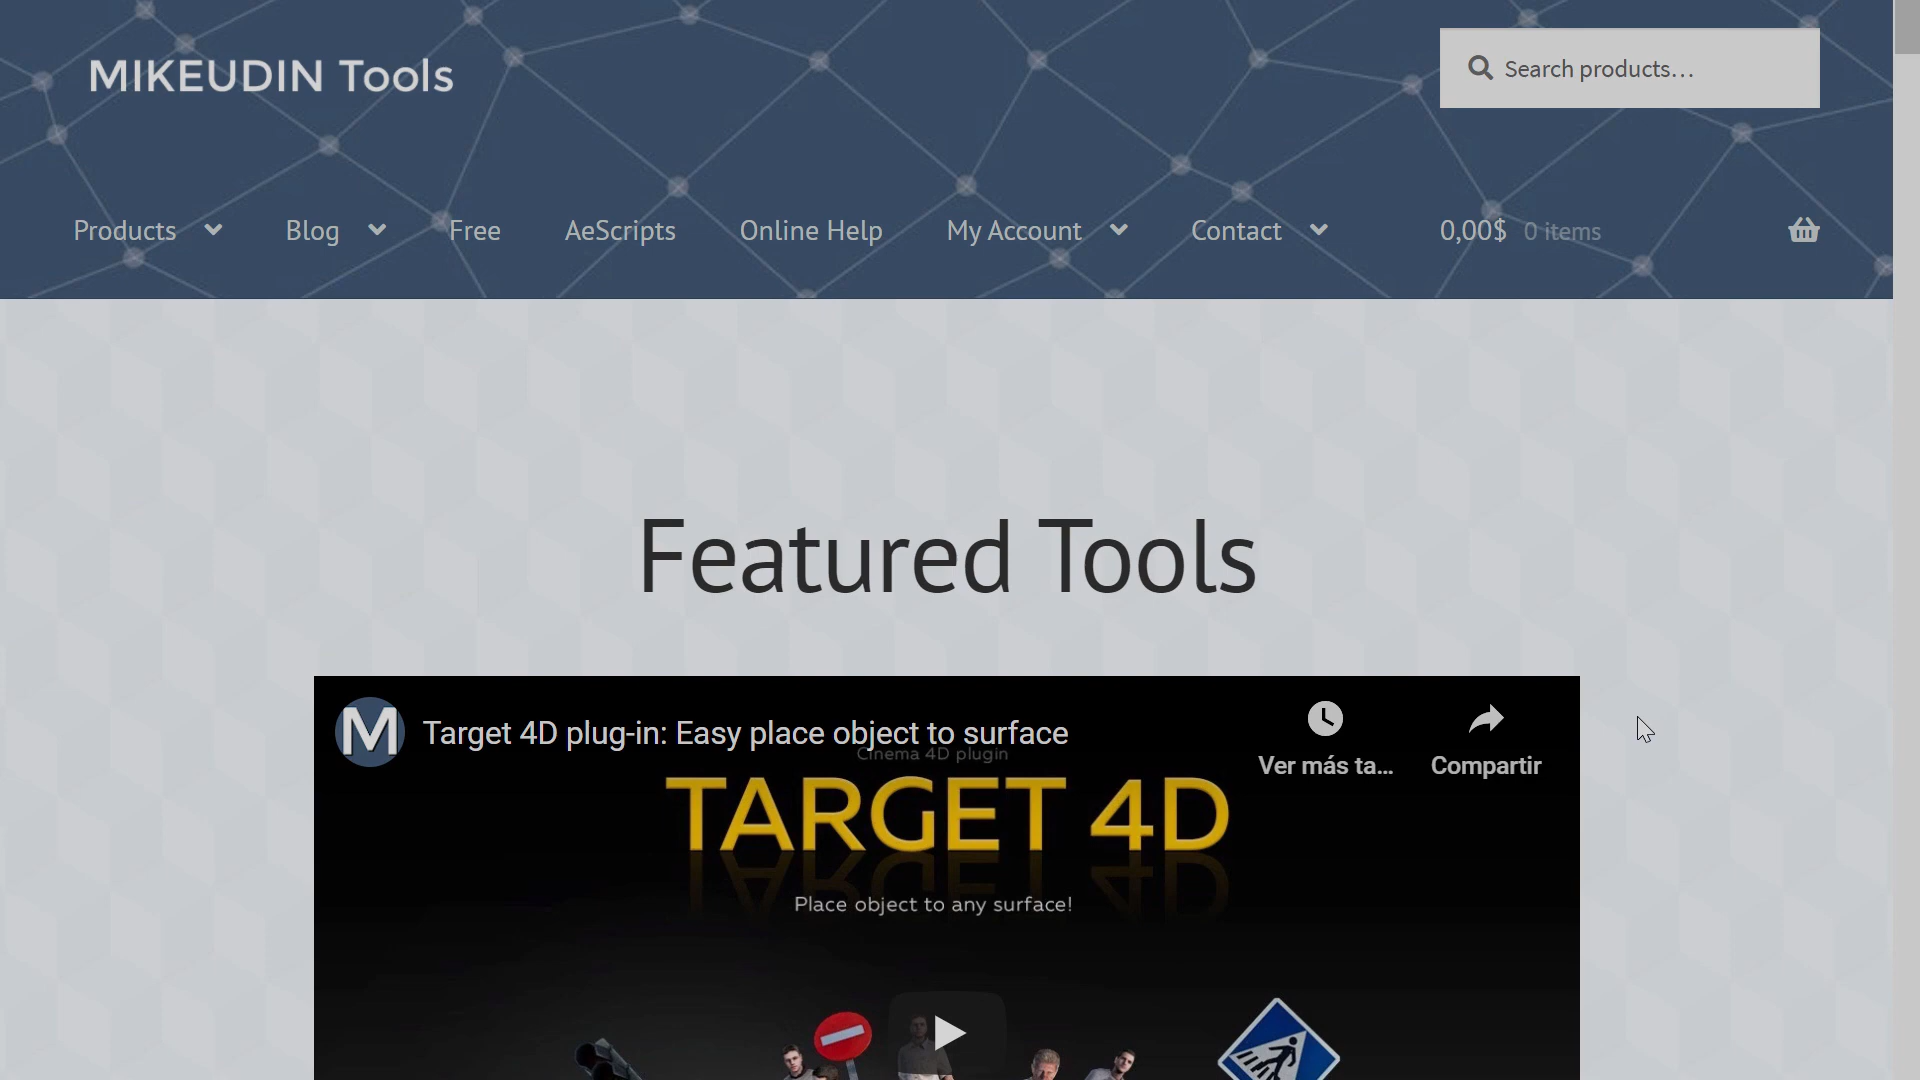 MIKEUDIN Tools
Search products…
Products
Blog
Free
AeScripts
Online Help
My Account
Contact
0,00$ 0 items
Featured Tools
M
Target 4D plug-in: Easy place object to surface
Ver más ta...
Compartir
Cinema 4D plugin
TARGET 4D
Place object to any surface!